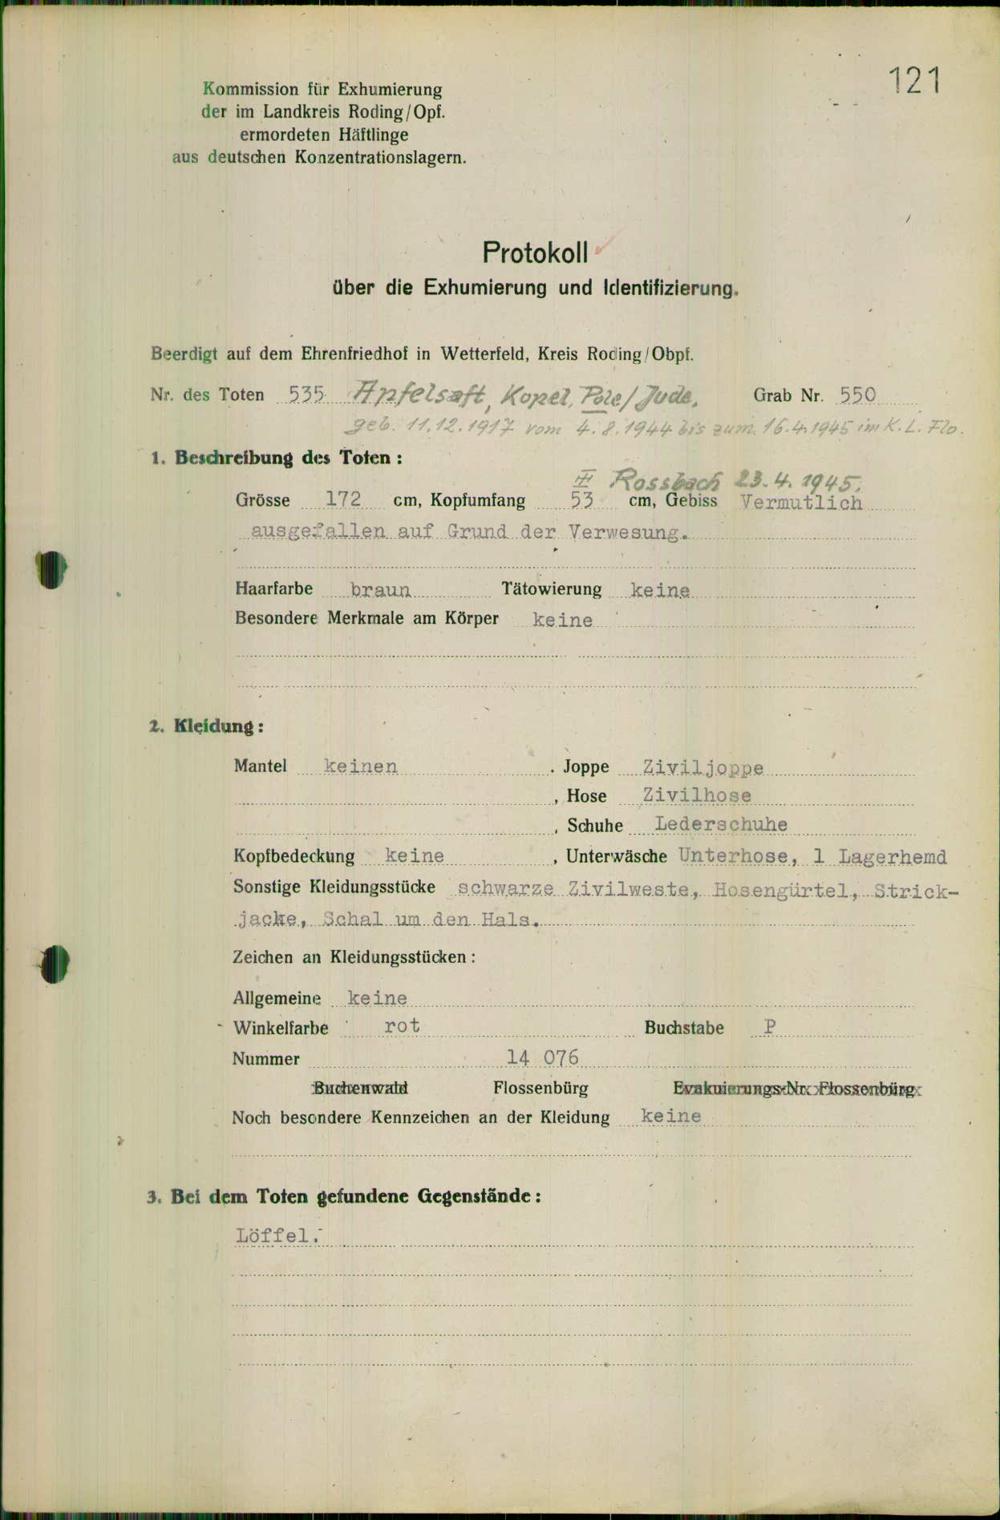 121
Kommission für Exhumierung
der im Landkreis Roding/Opf.
ermordeten Häftlinge
aus deutschen Konzentrationslagern.
Protokoll
über die Exhumierung und Identifizierung.
Beerdigt auf dem Ehrenfriedhof in Wetterfeld, Kreis Roding/Obpf.
Nr. des Toten 535 Apfelsaft, Kopel, Pole/Jude, Grab Nr. 550
geb. 11.12.1917 vom 4.8.1944 bis zum 16.4.1945 im K.L. Flo.
1. Beschreibung des Toten:
Rossbach 23.4.1945.
Grösse 172 cm, Kopfumfang 53 cm, Gebiss Vermutlich
ausgefallen auf Grund der Verwesung.
Haarfarbe braun Tätowierung keine
Besondere Merkmale am Körper keine
2. Kleidung:
Mantel keinen, Joppe Ziviljoppe
, Hose Zivilhose
, Schuhe Lederschuhe
Kopfbedeckung keine, Unterwäsche Unterhose, 1 Lagerhemd
Sonstige Kleidungsstücke schwarze Zivilweste, Hosengürtel, Strick-
jacke, Schal um den Hals.
Zeichen an Kleidungsstücken:
Allgemeine keine
Winkelfarbe rot Buchstabe P
Nummer 14 076
Buchenwald Flossenbürg Evakuierungs-Nr. Flossenbürg
Noch besondere Kennzeichen an der Kleidung keine
3. Bei dem Toten gefundene Gegenstände:
Löffel.